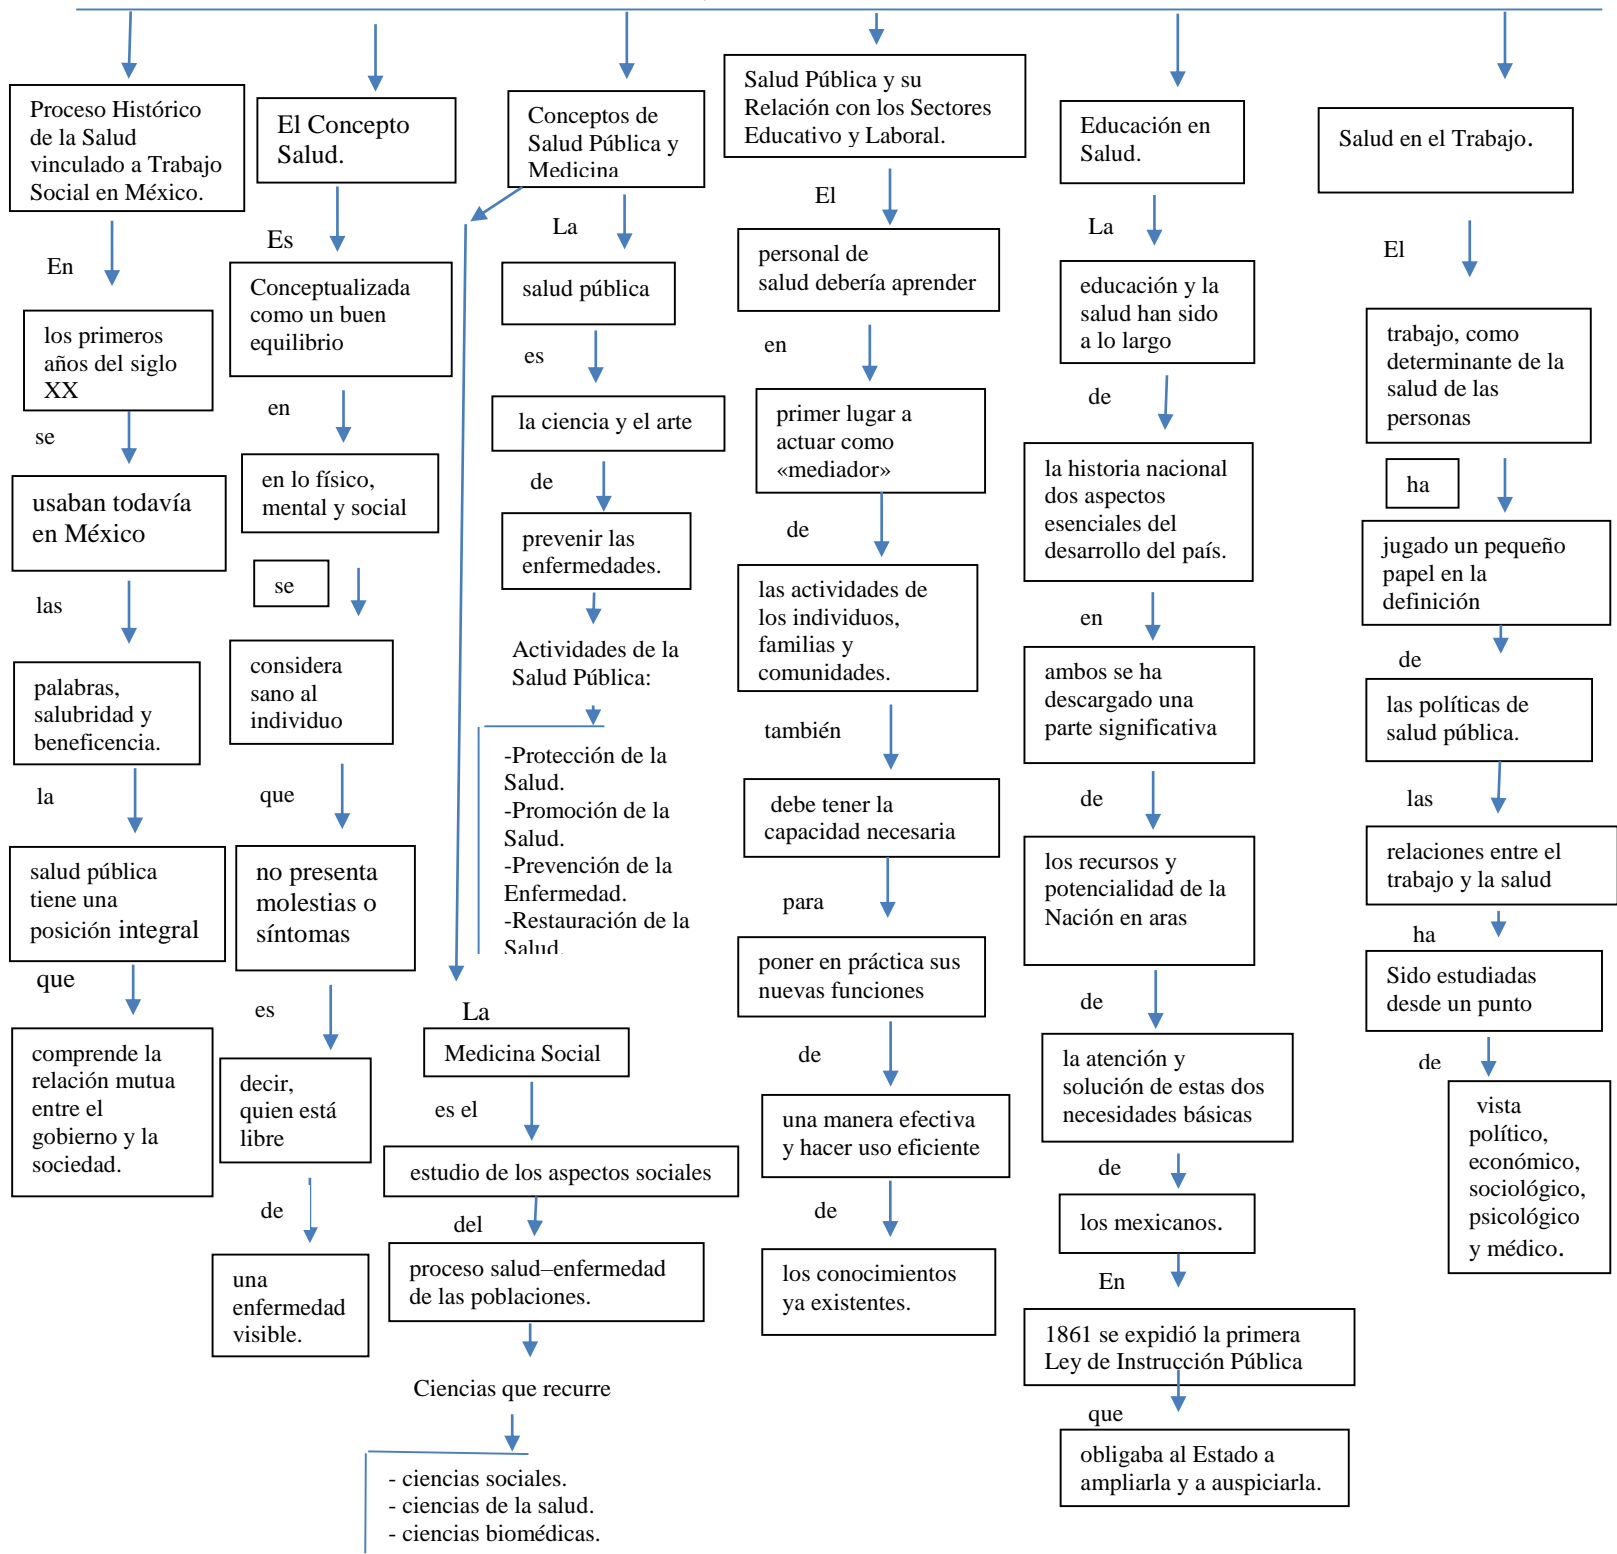 Proceso Histórico
de la Salud
vinculado a Trabajo
Social en México.
En
los primeros
años del siglo
XX
se
usaban todavía
en México
las
palabras,
salubridad y
beneficencia.
la
salud pública
tiene una
posición integral
que
comprende la
relación mutua
entre el
gobierno y la
sociedad.
El Concepto
Salud.
Es
Conceptualizada
como un buen
equilibrio
en
en lo físico,
mental y social
se
considera
sano al
individuo
que
no presenta
molestias o
síntomas
es
decir,
quien está
libre
de
una
enfermedad
visible.
Conceptos de
Salud Pública y
Medicina
La
salud pública
es
la ciencia y el arte
de
prevenir las
enfermedades.
Actividades de la
Salud Pública:
-Protección de la
Salud.
-Promoción de la
Salud.
-Prevención de la
Enfermedad.
-Restauración de la
Salud.
La
Medicina Social
es el
estudio de los aspectos sociales
del
proceso salud–enfermedad
de las poblaciones.
Ciencias que recurre
- ciencias sociales.
- ciencias de la salud.
- ciencias biomédicas.
Salud Pública y su
Relación con los Sectores
Educativo y Laboral.
El
personal de
salud debería aprender
en
primer lugar a
actuar como
«mediador»
de
las actividades de
los individuos,
familias y
comunidades.
también
debe tener la
capacidad necesaria
para
poner en práctica sus
nuevas funciones
de
una manera efectiva
y hacer uso eficiente
de
los conocimientos
ya existentes.
Educación en
Salud.
La
educación y la
salud han sido
a lo largo
de
la historia nacional
dos aspectos
esenciales del
desarrollo del país.
en
ambos se ha
descargado una
parte significativa
de
los recursos y
potencialidad de la
Nación en aras
de
la atención y
solución de estas dos
necesidades básicas
de
los mexicanos.
En
1861 se expidió la primera
Ley de Instrucción Pública
que
obligaba al Estado a
ampliarla y a auspiciarla.
Salud en el Trabajo.
El
trabajo, como
determinante de la
salud de las
personas
ha
jugado un pequeño
papel en la
definición
de
las políticas de
salud pública.
las
relaciones entre el
trabajo y la salud
ha
Sido estudiadas
desde un punto
de
vista
político,
económico,
sociológico,
psicológico
y médico.